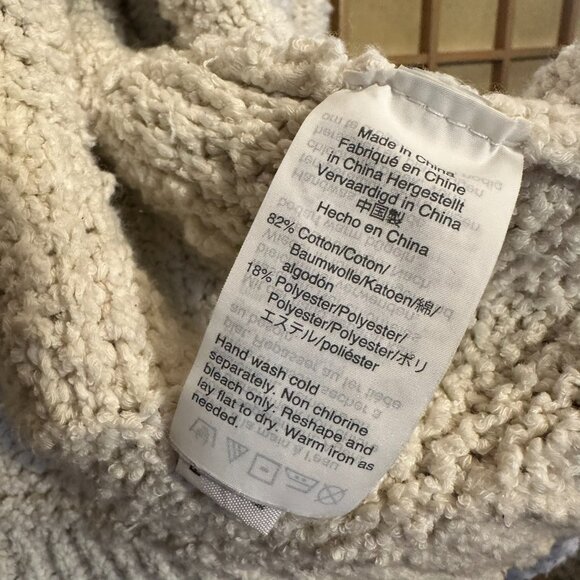 Made in China
Fabriqué en Chine
in China Hergestellt
Vervaardigd in China
中国製
Hecho en China
82% Cotton/Coton/
Baumwolle/Katoen/綿/
algodón
18% Polyester/Polyester/
Polyester/Polyester/ポリ
エステル/poliéster
Hand wash cold
separately. Non chlorine
bleach only. Reshape and
lay flat to dry. Warm iron as
needed.